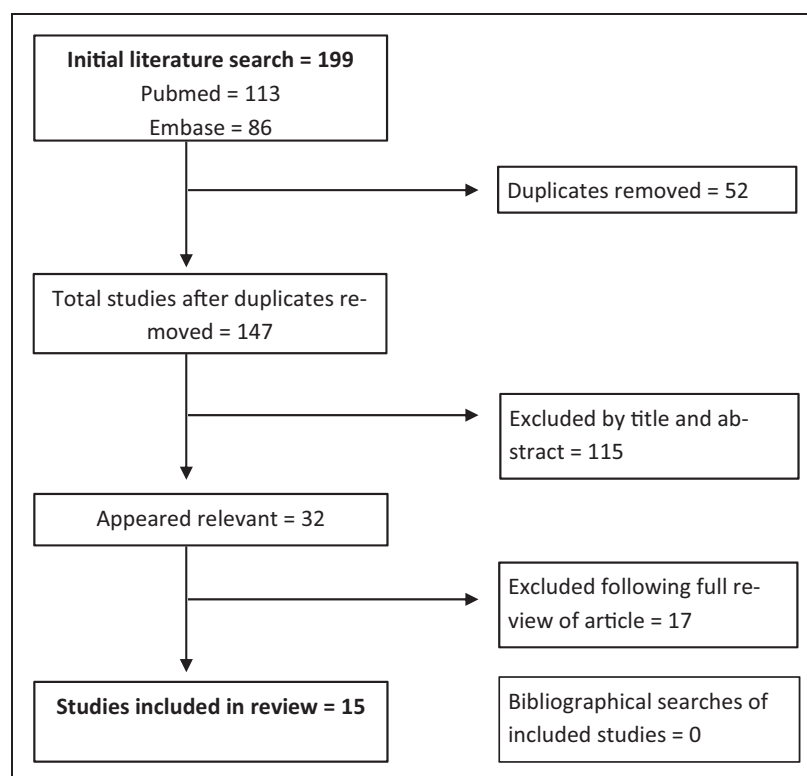 Initial literature search = 199
Pubmed = 113
Embase = 86
Duplicates removed = 52
Total studies after duplicates re-
moved = 147
Excluded by title and ab-
stract = 115
Appeared relevant = 32
Excluded following full re-
view of article = 17
Studies included in review = 15
Bibliographical searches of
included studies = 0